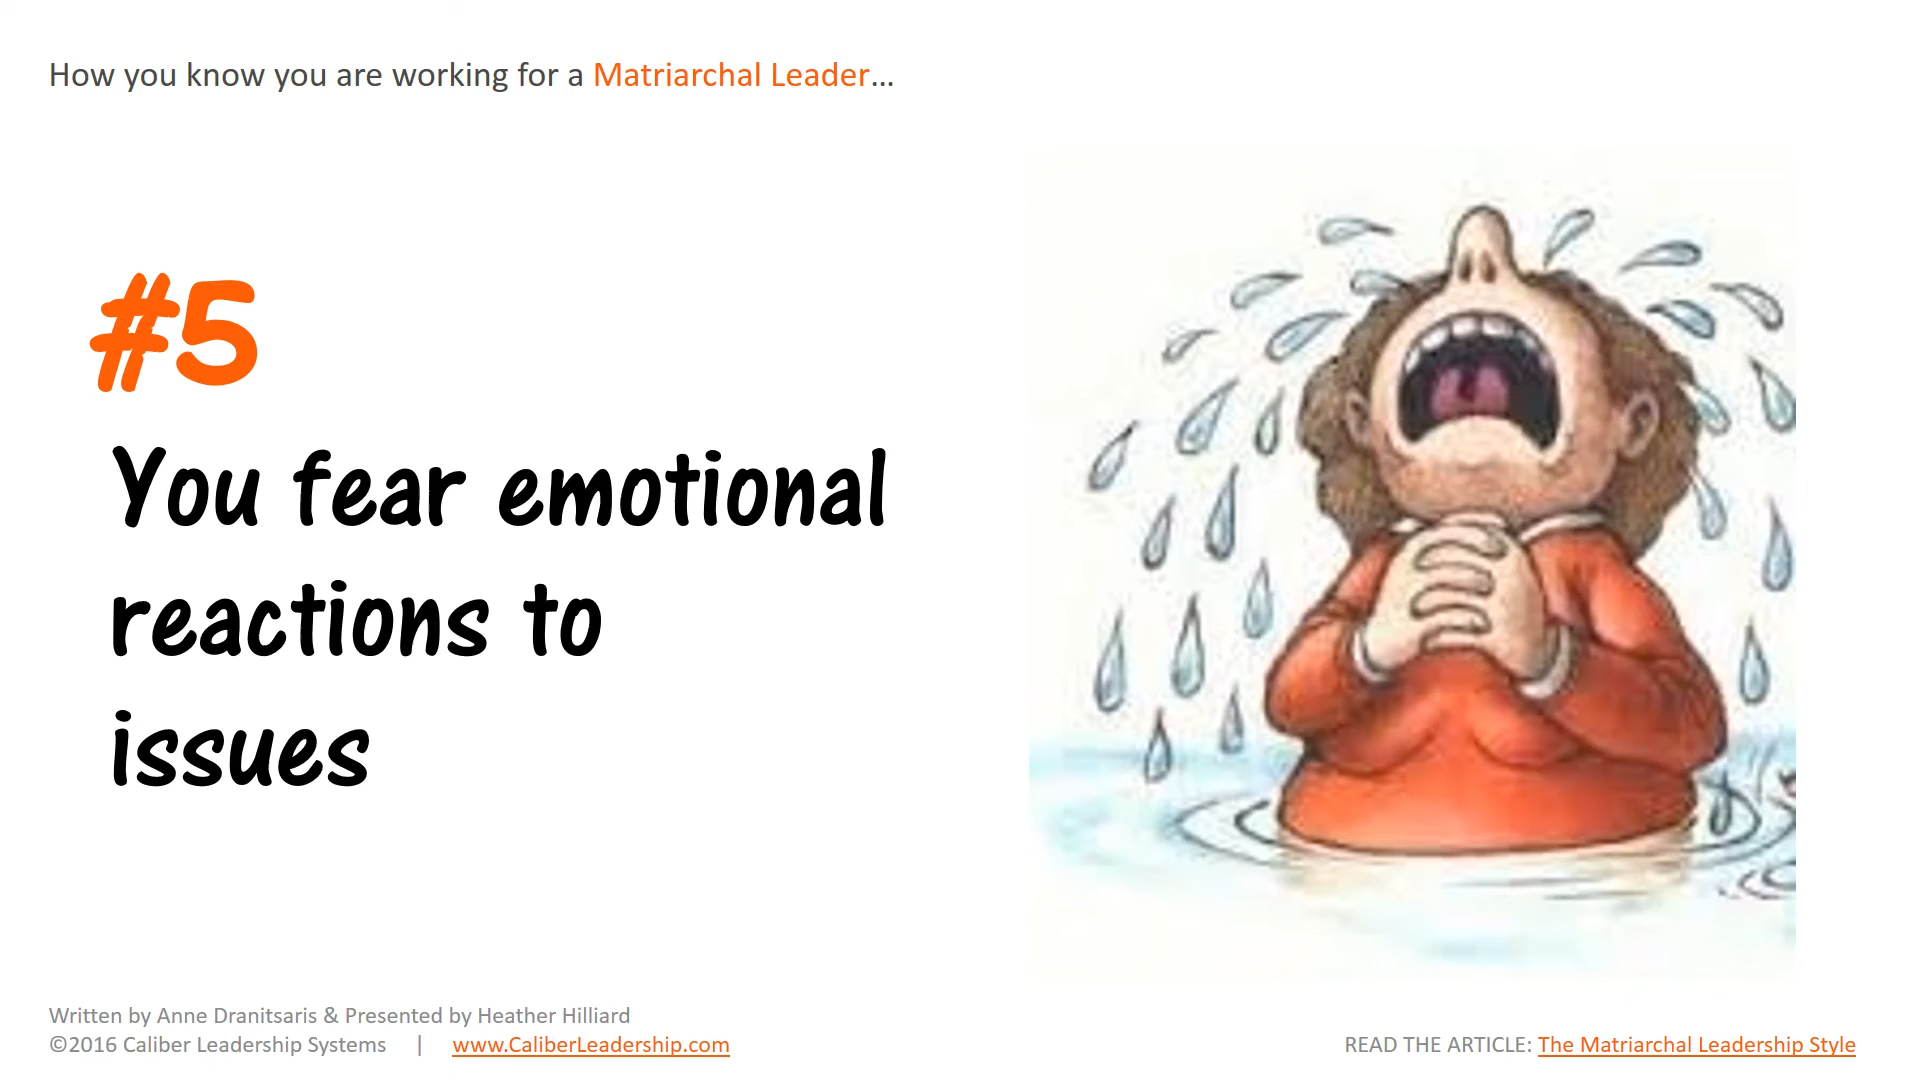 How you know you are working for a Matriarchal Leader...
#5
You fear emotional
reactions to
issues
Written by Anne Dranitsaris & Presented by Heather Hilliard
©2016 Caliber Leadership Systems | www.CaliberLeadership.com
READ THE ARTICLE: The Matriarchal Leadership Style